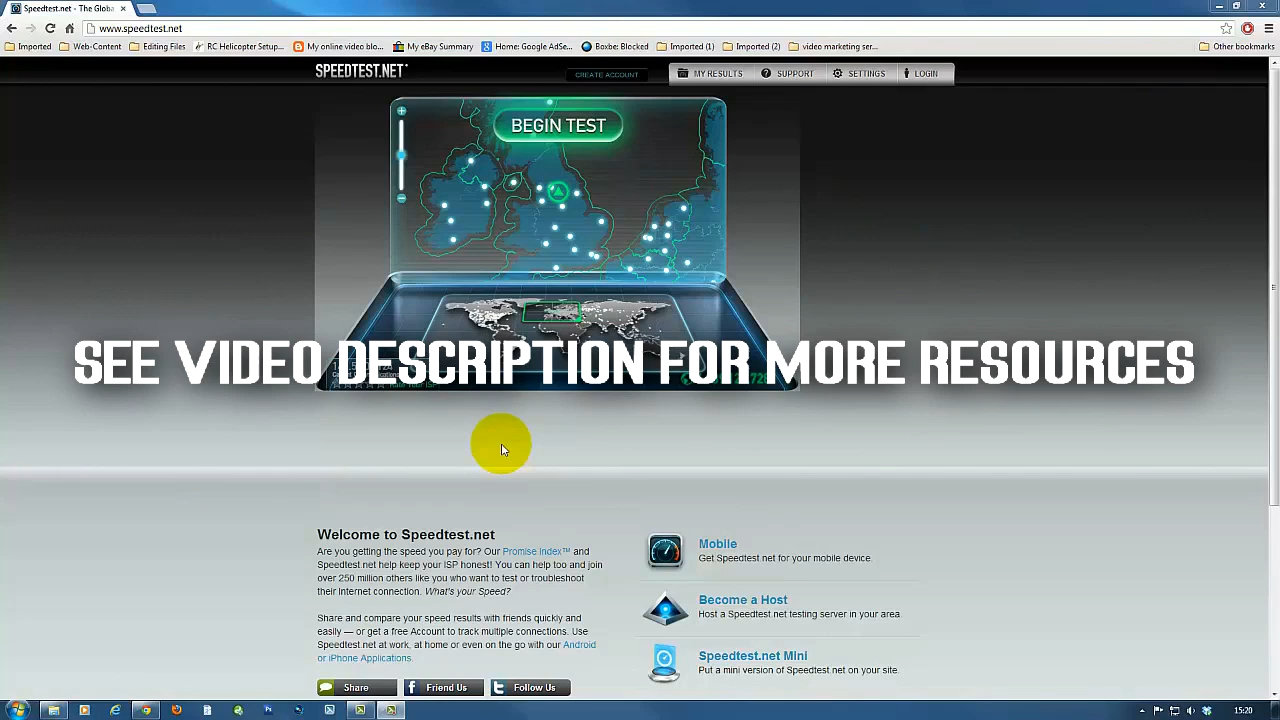 Speedtest.net - The Globa
www.speedtest.net
Imported
Web-Content
Editing Files
RC Helicopter Setup...
My online video blo...
My eBay Summary
Home: Google AdSe...
Boxbe: Blocked
Imported (1)
Imported (2)
video marketing ser...
Other bookmarks
SPEEDTEST.NET
CREATE ACCOUNT
MY RESULTS
SUPPORT
SETTINGS
LOGIN
BEGIN TEST
SEE VIDEO DESCRIPTION FOR MORE RESOURCES
Welcome to Speedtest.net
Are you getting the speed you pay for? Our Promise Index™ and
Speedtest.net help keep your ISP honest! You can help too and join
over 250 million others like you who want to test or troubleshoot
their Internet connection. What's your Speed?
Share and compare your speed results with friends quickly and
easily — or get a free Account to track multiple connections. Use
Speedtest.net at work, at home or even on the go with our Android
or iPhone Applications.
Share
Friend Us
Follow Us
Mobile
Get Speedtest.net for your mobile device.
Become a Host
Host a Speedtest.net testing server in your area.
Speedtest.net Mini
Put a mini version of Speedtest.net on your site.
15:20